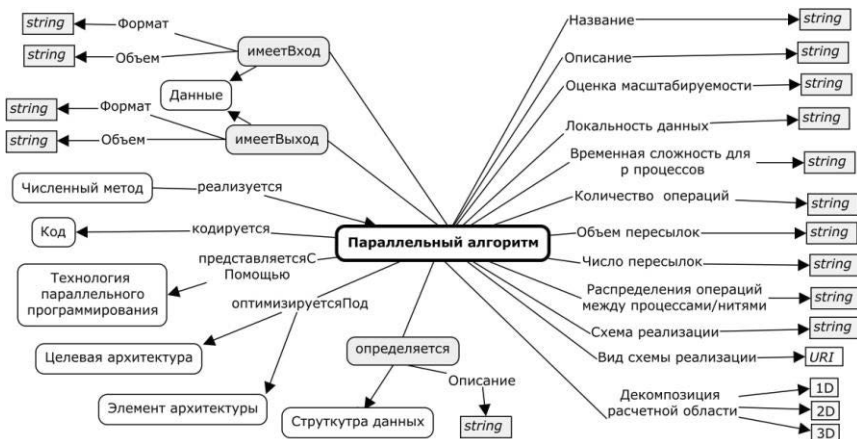 string
Формат
string
Объем
имеетВход
Данные
string
Формат
string
Объем
имеетВыход
Численный метод
реализуется
Код
кодируется
представляетсяС
Помощью
Технология
параллельного
программирования
оптимизируетсяПод
Целевая архитектура
Элемент архитектуры
определяется
Описание
string
Струткутра данных
Параллельный алгоритм
Название
string
Описание
string
Оценка масштабируемости
string
Локальность данных
string
Временная сложность для
p процессов
string
Количество операций
string
Объем пересылок
string
Число пересылок
string
Распределения операций
между процессами/нитями
string
Схема реализации
string
Вид схемы реализации
URI
Декомпозиция
расчетной области
1D
2D
3D